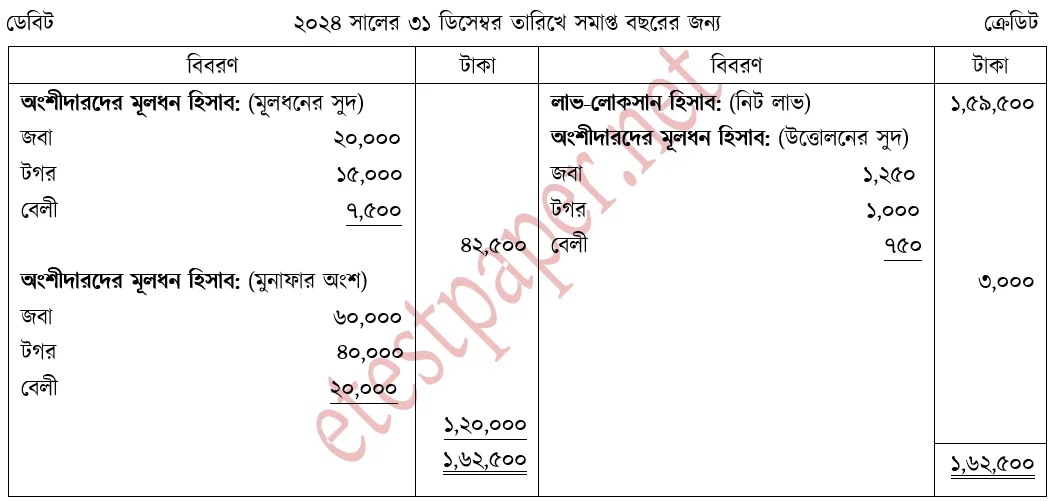 ডেবিট ২০২৪ সালের ৩১ ডিসেম্বর তারিখে সমাপ্ত বছরের জন্য ক্রেডিট
বিবরণ টাকা বিবরণ টাকা
অংশীদারদের মূলধন হিসাব: (মূলধনের সুদ) লাভ-লোকসান হিসাব: (নিট লাভ) ১,৫৯,৫০০
জবা ২০,০০০ অংশীদারদের মূলধন হিসাব: (উত্তোলনের সুদ)
টগর ১৫,০০০ জবা ১,২৫০
বেলী ৭,৫০০ টগর ১,০০০
৪২,৫০০ বেলী ৭৫০
অংশীদারদের মূলধন হিসাব: (মুনাফার অংশ) ৩,০০০
জবা ৬০,০০০
টগর ৪০,০০০
বেলী ২০,০০০
১,২০,০০০
১,৬২,৫০০ ১,৬২,৫০০
etestpaper.net